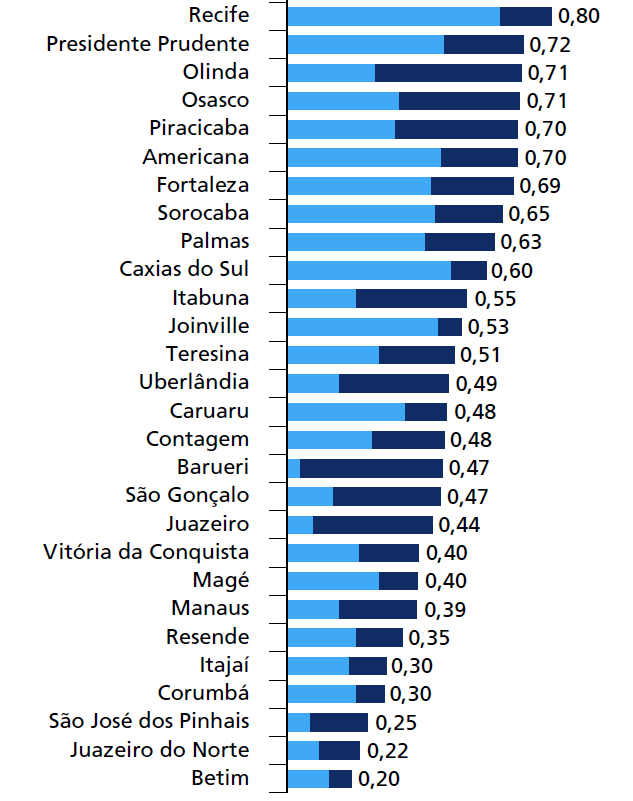 Recife 0,80
Presidente Prudente 0,72
Olinda 0,71
Osasco 0,71
Piracicaba 0,70
Americana 0,70
Fortaleza 0,69
Sorocaba 0,65
Palmas 0,63
Caxias do Sul 0,60
Itabuna 0,55
Joinville 0,53
Teresina 0,51
Uberlândia 0,49
Caruaru 0,48
Contagem 0,48
Barueri 0,47
São Gonçalo 0,47
Juazeiro 0,44
Vitória da Conquista 0,40
Magé 0,40
Manaus 0,39
Resende 0,35
Itajaí 0,30
Corumbá 0,30
São José dos Pinhais 0,25
Juazeiro do Norte 0,22
Betim 0,20